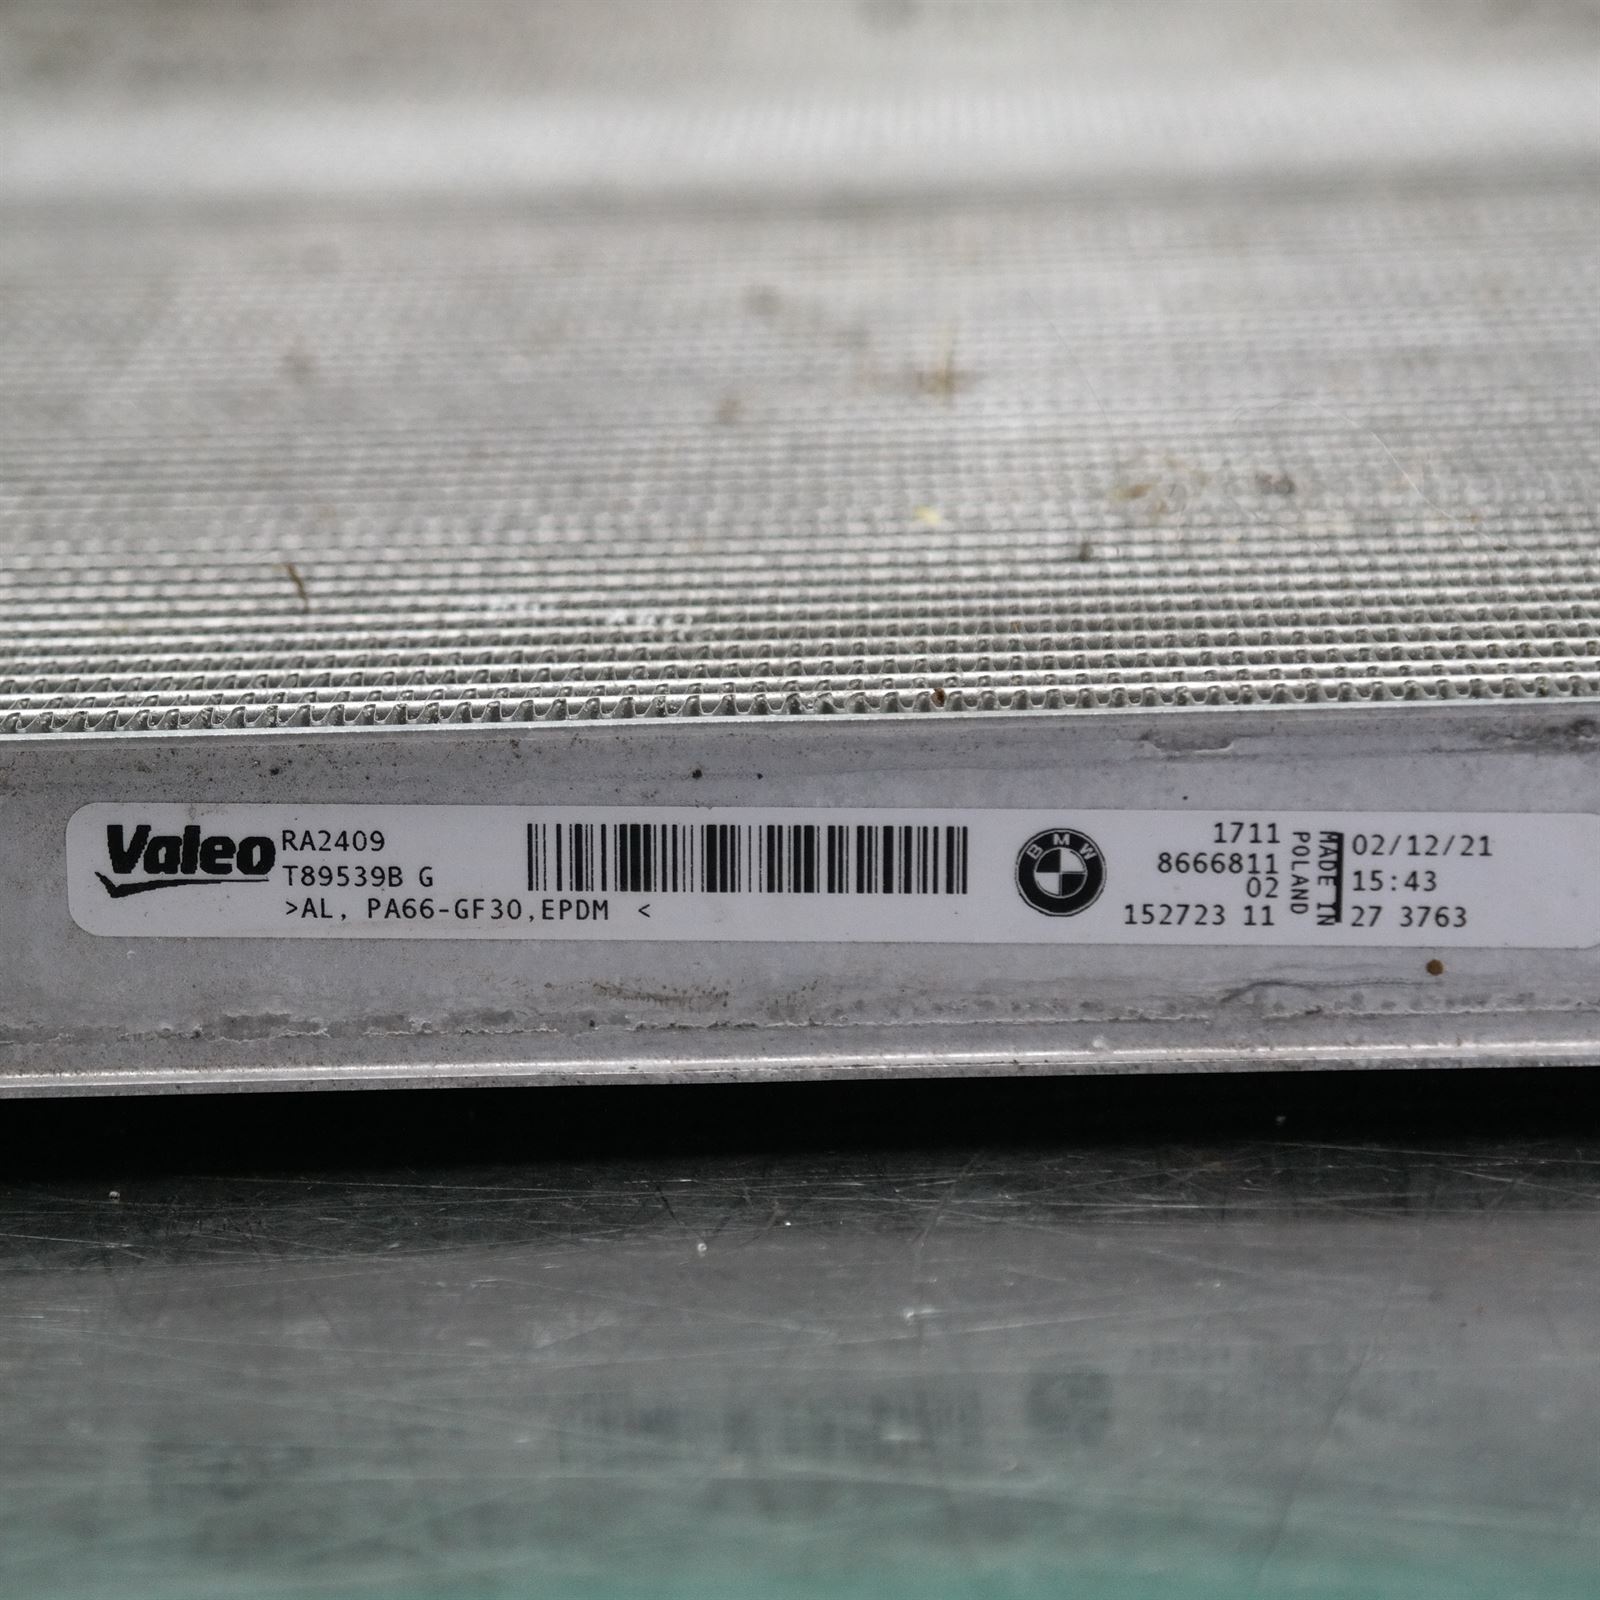 Valeo
RA2409
T89539B G
>AL, PA66-GF30,EPDM <
BMW
1711
8666811
02
152723 11
MADE IN
POLAND
02/12/21
15:43
27 3763